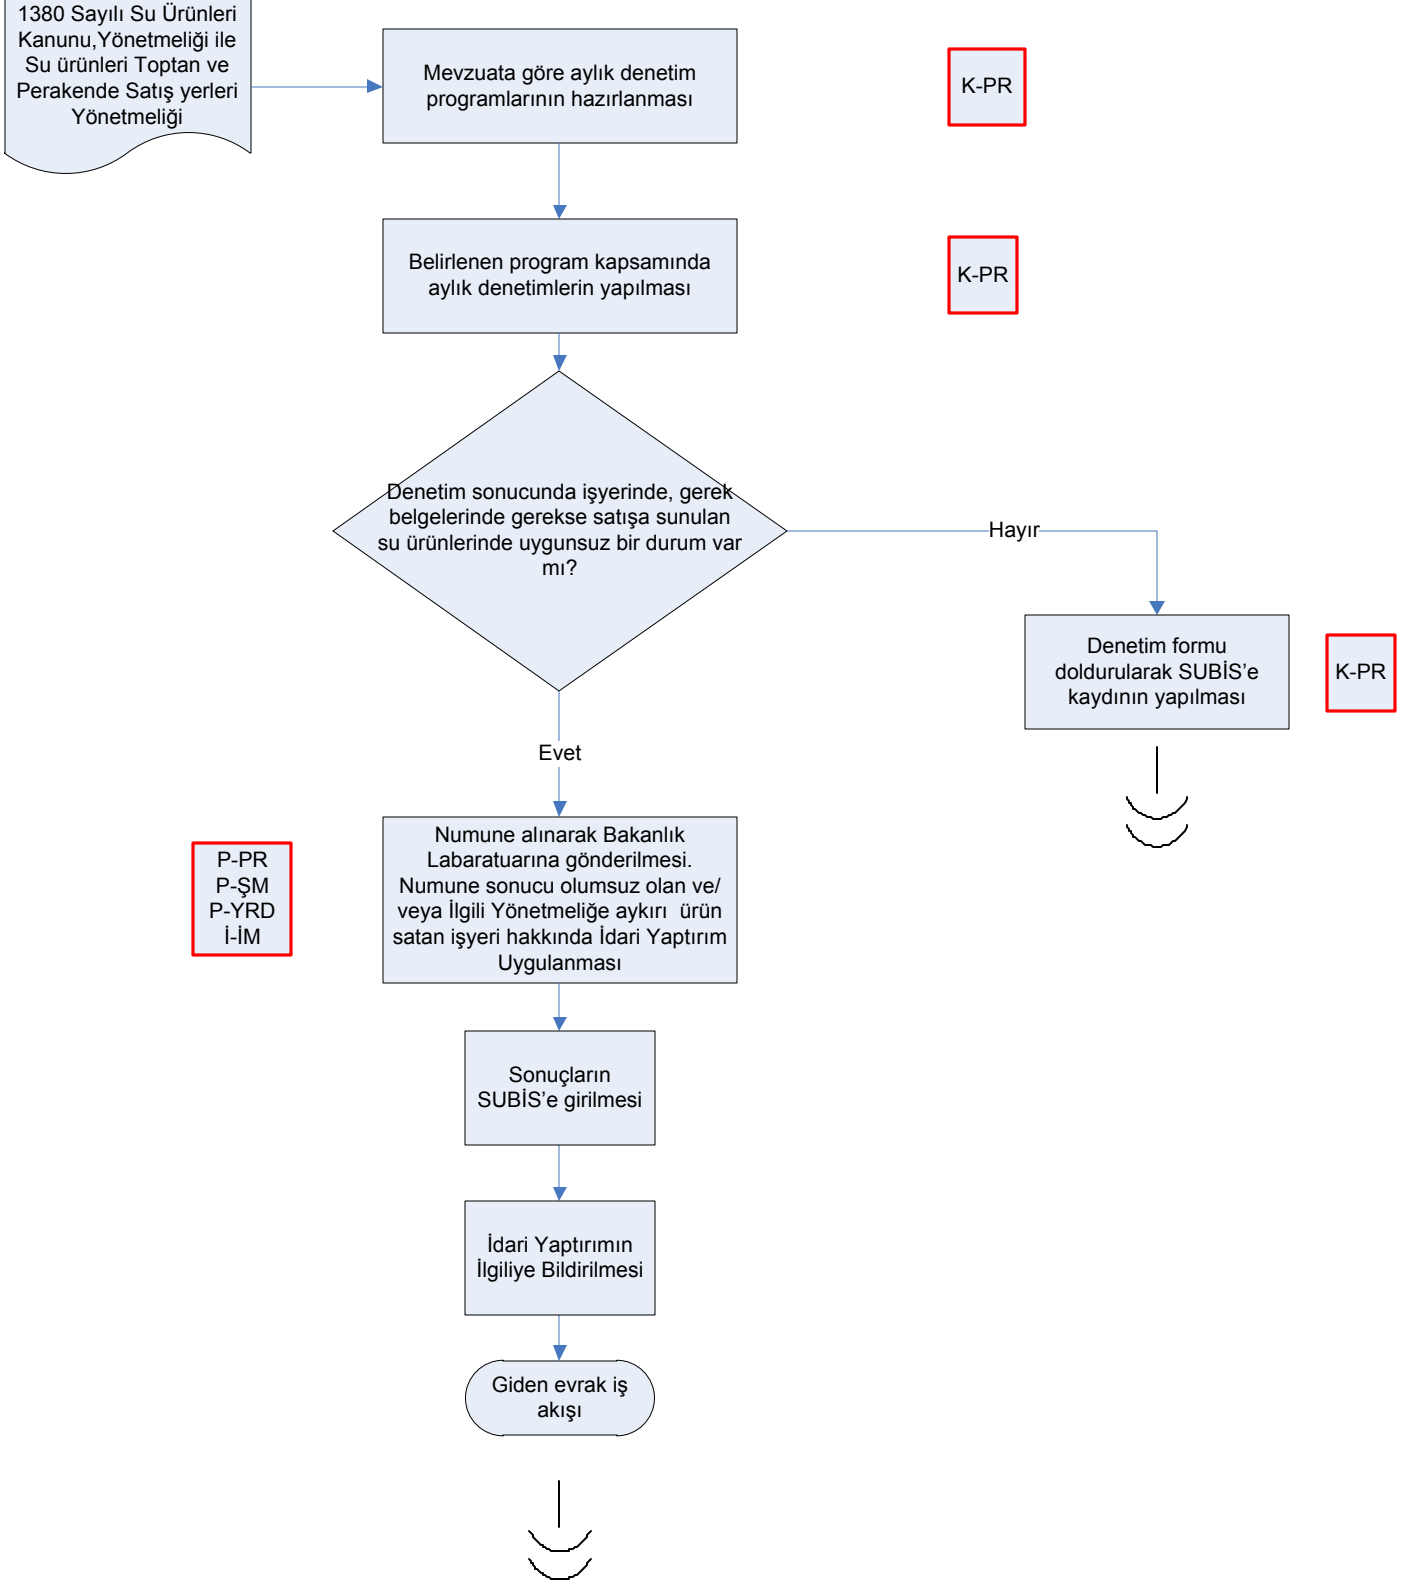 1380 Sayılı Su Ürünleri
Kanunu,Yönetmeliği ile
Su ürünleri Toptan ve
Perakende Satış yerleri
Yönetmeliği
Mevzuata göre aylık denetim
programlarının hazırlanması
K-PR
Belirlenen program kapsamında
aylık denetimlerin yapılması
K-PR
Denetim sonucunda işyerinde, gerek
belgelerinde gerekse satışa sunulan
su ürünlerinde uygunsuz bir durum var
mı?
Hayır
Denetim formu
doldurularak SUBİS’e
kaydının yapılması
K-PR
Evet
P-PR
P-ŞM
P-YRD
İ-İM
Numune alınarak Bakanlık
Labaratuarına gönderilmesi.
Numune sonucu olumsuz olan ve/
veya İlgili Yönetmeliğe aykırı  ürün
satan işyeri hakkında İdari Yaptırım
Uygulanması
Sonuçların
SUBİS’e girilmesi
İdari Yaptırımın
İlgiliye Bildirilmesi
Giden evrak iş
akışı